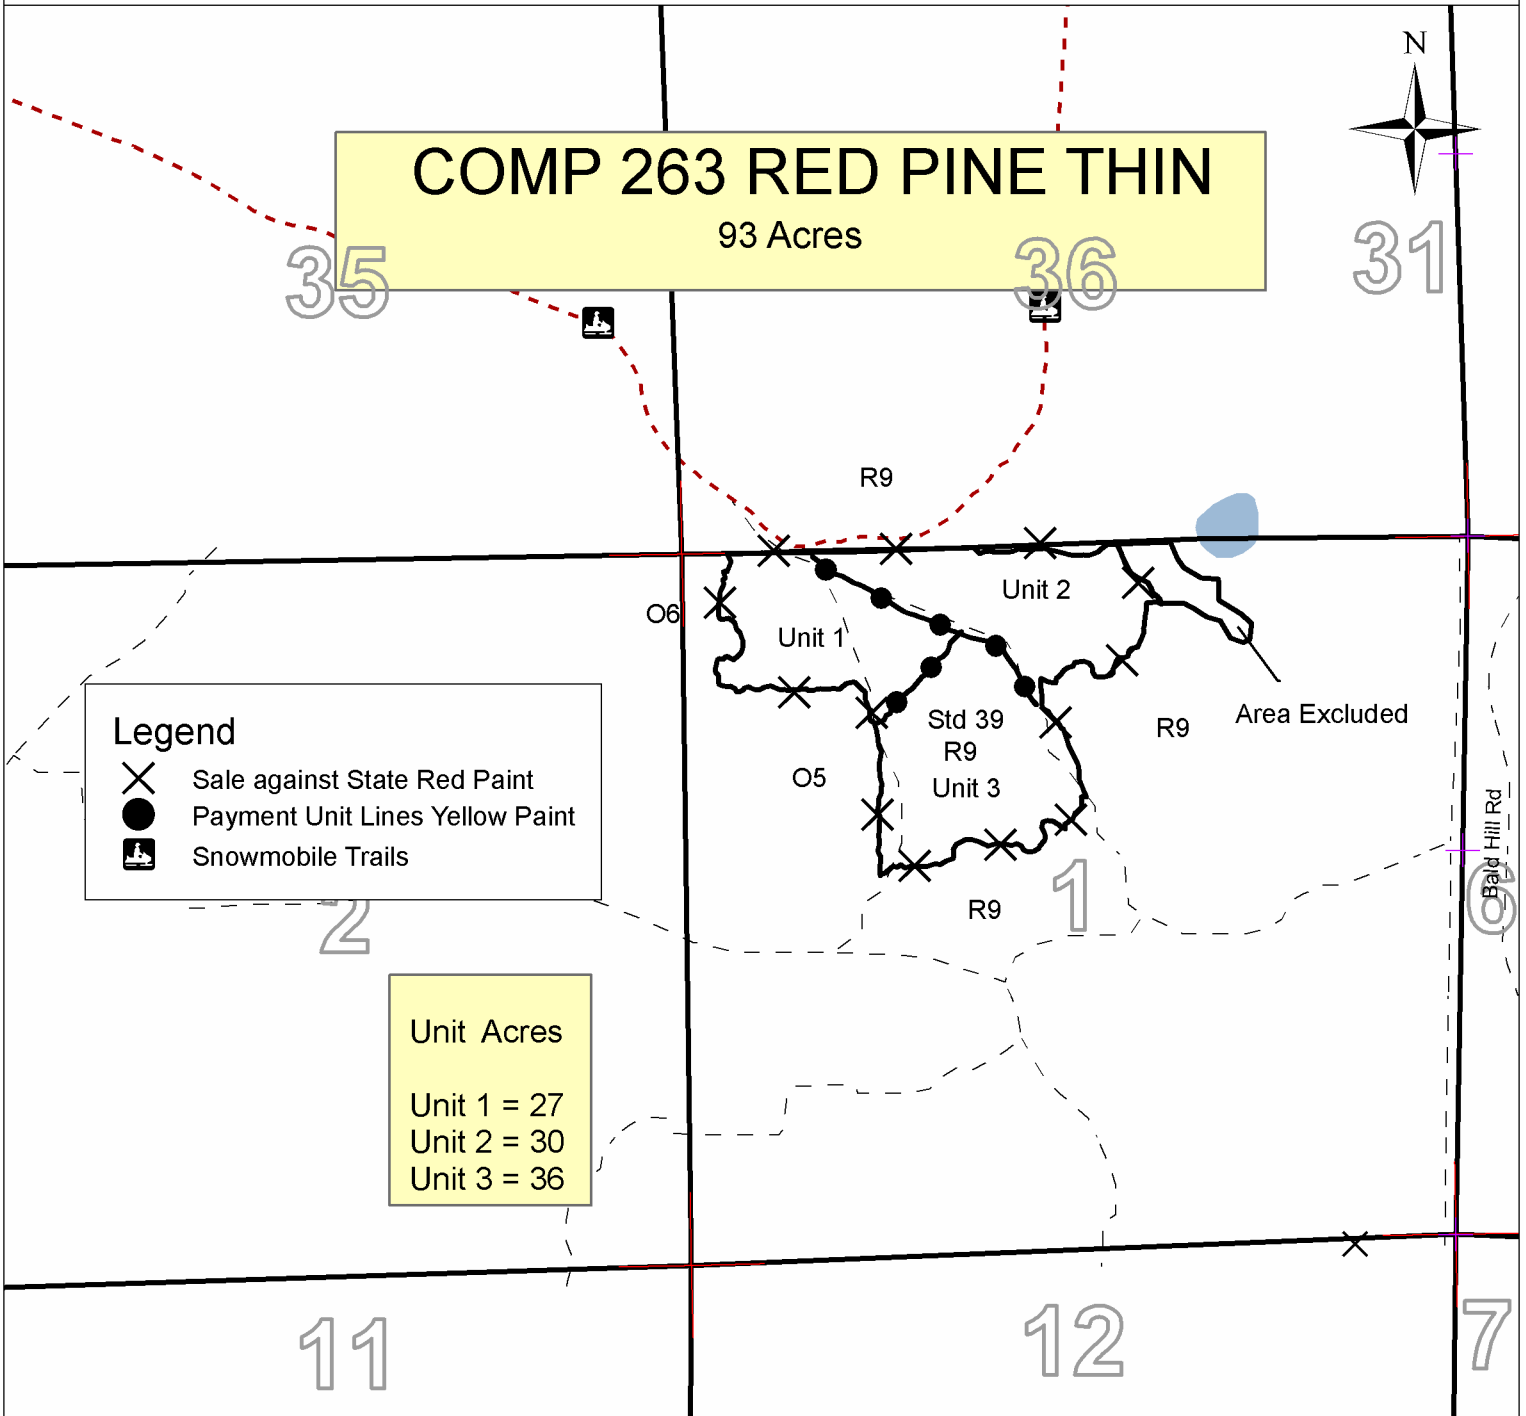 N
COMP 263 RED PINE THIN
93 Acres
35
36
31
R9
Unit 2
O6
Unit 1
Area Excluded
Std 39
R9
Unit 3
R9
O5
Legend
Sale against State Red Paint
Payment Unit Lines Yellow Paint
Snowmobile Trails
Bald Hill Rd
2
R9
1
6
Unit Acres
Unit 1 = 27
Unit 2 = 30
Unit 3 = 36
11
12
7